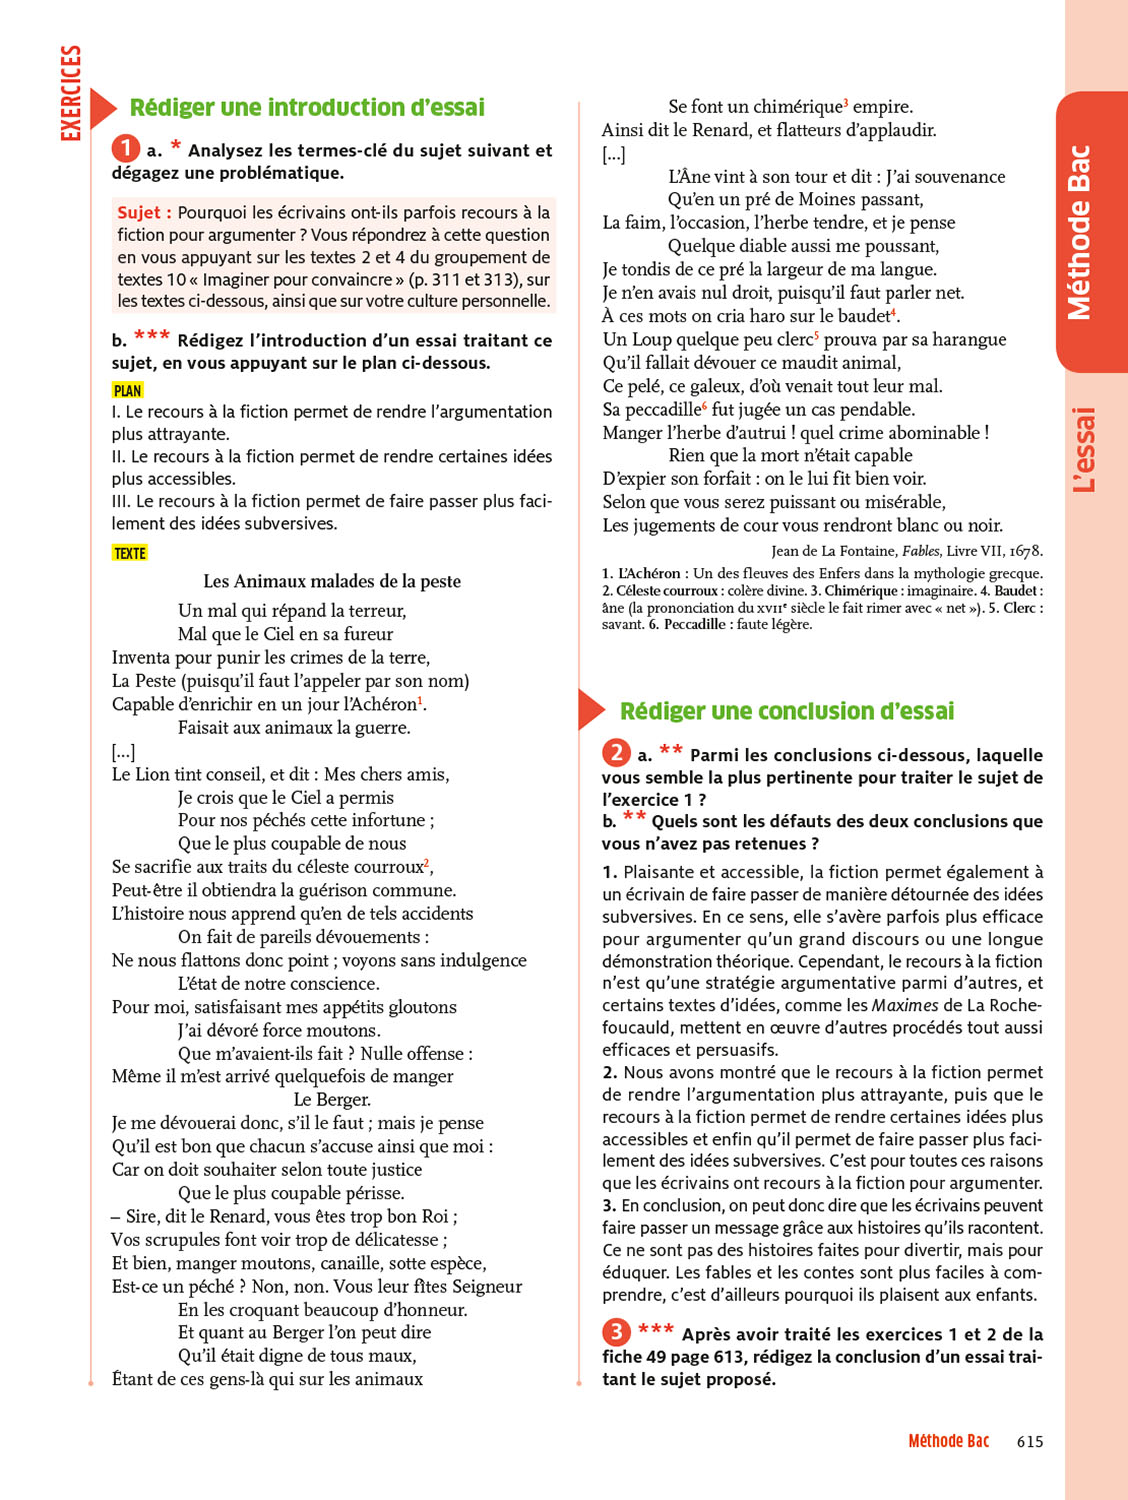 EXERCICES
Rédiger une introduction d'essai
1 a. * Analysez les termes-clé du sujet suivant et
dégagez une problématique.
Sujet : Pourquoi les écrivains ont-ils parfois recours à la
fiction pour argumenter ? Vous répondrez à cette question
en vous appuyant sur les textes 2 et 4 du groupement de
textes 10 « Imaginer pour convaincre » (p. 311 et 313), sur
les textes ci-dessous, ainsi que sur votre culture personnelle.
b. *** Rédigez l'introduction d'un essai traitant ce
sujet, en vous appuyant sur le plan ci-dessous.
PLAN
I. Le recours à la fiction permet de rendre l'argumentation
plus attrayante.
II. Le recours à la fiction permet de rendre certaines idées
plus accessibles.
III. Le recours à la fiction permet de faire passer plus faci-
lement des idées subversives.
TEXTE
Les Animaux malades de la peste
Un mal qui répand la terreur,
Mal que le Ciel en sa fureur
Inventa pour punir les crimes de la terre,
La Peste (puisqu'il faut l'appeler par son nom)
Capable d'enrichir en un jour l'Achéron1.
Faisait aux animaux la guerre.
[...]
Le Lion tint conseil, et dit : Mes chers amis,
Je crois que le Ciel a permis
Pour nos péchés cette infortune ;
Que le plus coupable de nous
Se sacrifie aux traits du céleste courroux2,
Peut-être il obtiendra la guérison commune.
L'histoire nous apprend qu'en de tels accidents
On fait de pareils dévouements :
Ne nous flattons donc point ; voyons sans indulgence
L'état de notre conscience.
Pour moi, satisfaisant mes appétits gloutons
J'ai dévoré force moutons.
Que m'avaient-ils fait ? Nulle offense :
Même il m'est arrivé quelquefois de manger
Le Berger.
Je me dévouerai donc, s'il le faut ; mais je pense
Qu'il est bon que chacun s'accuse ainsi que moi :
Car on doit souhaiter selon toute justice
Que le plus coupable périsse.
– Sire, dit le Renard, vous êtes trop bon Roi ;
Vos scrupules font voir trop de délicatesse ;
Et bien, manger moutons, canaille, sotte espèce,
Est-ce un péché ? Non, non. Vous leur fîtes Seigneur
En les croquant beaucoup d'honneur.
Et quant au Berger l'on peut dire
Qu'il était digne de tous maux,
Étant de ces gens-là qui sur les animaux
Se font un chimérique3 empire.
Ainsi dit le Renard, et flatteurs d'applaudir.
[...]
L'Âne vint à son tour et dit : J'ai souvenance
Qu'en un pré de Moines passant,
La faim, l'occasion, l'herbe tendre, et je pense
Quelque diable aussi me poussant,
Je tondis de ce pré la largeur de ma langue.
Je n'en avais nul droit, puisqu'il faut parler net.
À ces mots on cria haro sur le baudet4.
Un Loup quelque peu clerc5 prouva par sa harangue
Qu'il fallait dévouer ce maudit animal,
Ce pelé, ce galeux, d'où venait tout leur mal.
Sa peccadille6 fut jugée un cas pendable.
Manger l'herbe d'autrui ! quel crime abominable !
Rien que la mort n'était capable
D'expier son forfait : on le lui fit bien voir.
Selon que vous serez puissant ou misérable,
Les jugements de cour vous rendront blanc ou noir.
Jean de La Fontaine, Fables, Livre VII, 1678.
1. L'Achéron : Un des fleuves des Enfers dans la mythologie grecque.
2. Céleste courroux : colère divine. 3. Chimérique : imaginaire. 4. Baudet :
âne (la prononciation du XVIIe siècle le fait rimer avec « net »). 5. Clerc :
savant. 6. Peccadille : faute légère.
Rédiger une conclusion d'essai
2 a. ** Parmi les conclusions ci-dessous, laquelle
vous semble la plus pertinente pour traiter le sujet de
l'exercice 1 ?
b. ** Quels sont les défauts des deux conclusions que
vous n'avez pas retenues ?
1. Plaisante et accessible, la fiction permet également à
un écrivain de faire passer de manière détournée des idées
subversives. En ce sens, elle s'avère parfois plus efficace
pour argumenter qu'un grand discours ou une longue
démonstration théorique. Cependant, le recours à la fiction
n'est qu'une stratégie argumentative parmi d'autres, et
certains textes d'idées, comme les Maximes de La Roche-
foucauld, mettent en œuvre d'autres procédés tout aussi
efficaces et persuasifs.
2. Nous avons montré que le recours à la fiction permet
de rendre l'argumentation plus attrayante, puis que le
recours à la fiction permet de rendre certaines idées plus
accessibles et enfin qu'il permet de faire passer plus faci-
lement des idées subversives. C'est pour toutes ces raisons
que les écrivains ont recours à la fiction pour argumenter.
3. En conclusion, on peut donc dire que les écrivains peuvent
faire passer un message grâce aux histoires qu'ils racontent.
Ce ne sont pas des histoires faites pour divertir, mais pour
éduquer. Les fables et les contes sont plus faciles à com-
prendre, c'est d'ailleurs pourquoi ils plaisent aux enfants.
3 *** Après avoir traité les exercices 1 et 2 de la
fiche 49 page 613, rédigez la conclusion d'un essai trai-
tant le sujet proposé.
Méthode Bac
L'essai
Méthode Bac 615